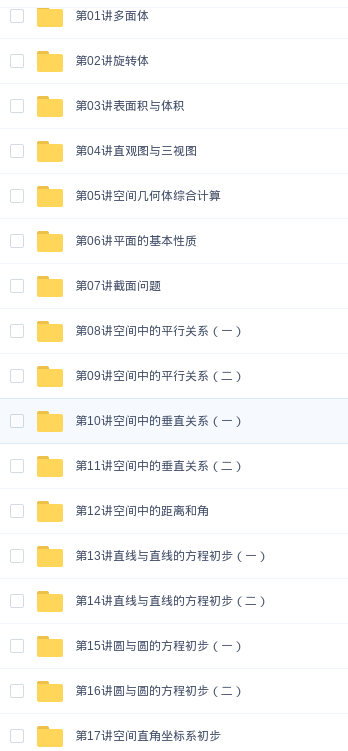 第01讲多面体
第02讲旋转体
第03讲表面积与体积
第04讲直观图与三视图
第05讲空间几何体综合计算
第06讲平面的基本性质
第07讲截面问题
第08讲空间中的平行关系（一）
第09讲空间中的平行关系（二）
第10讲空间中的垂直关系（一）
第11讲空间中的垂直关系（二）
第12讲空间中的距离和角
第13讲直线与直线的方程初步（一）
第14讲直线与直线的方程初步（二）
第15讲圆与圆的方程初步（一）
第16讲圆与圆的方程初步（二）
第17讲空间直角坐标系初步